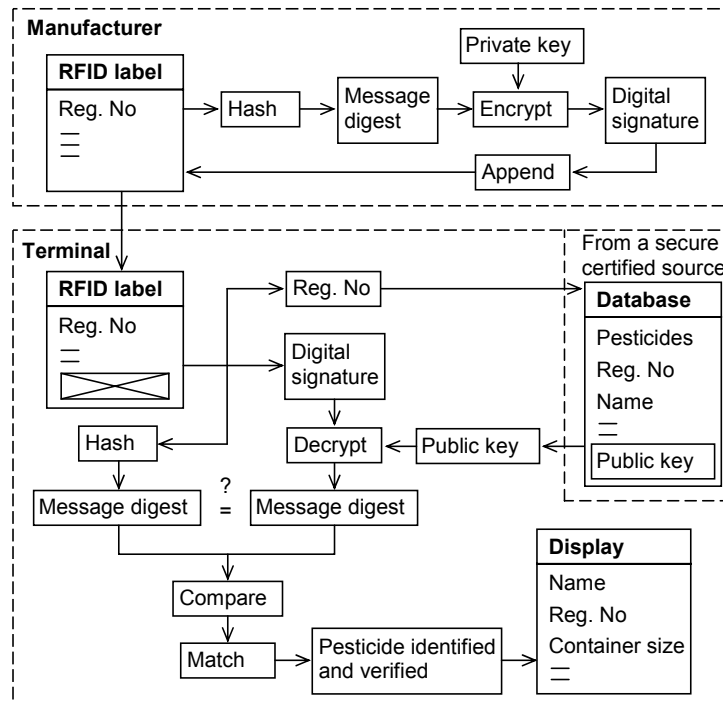 Manufacturer
Private key
RFID label
Reg. No
Hash
Message
digest
Encrypt
Digital
signature
Append
Terminal
From a secure
certified source
RFID label
Reg. No
Reg. No
Database
Pesticides
Reg. No
Name
Public key
Digital
signature
Hash
Decrypt
Public key
Message digest
?
=
Message digest
Compare
Match
Pesticide identified
and verified
Display
Name
Reg. No
Container size